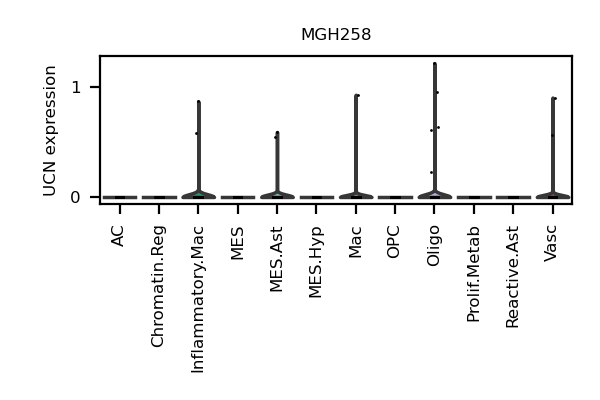 MGH258
UCN expression
1
0
AC
Chromatin.Reg
Inflammatory.Mac
MES
MES.Ast
MES.Hyp
Mac
OPC
Oligo
Prolif.Metab
Reactive.Ast
Vasc